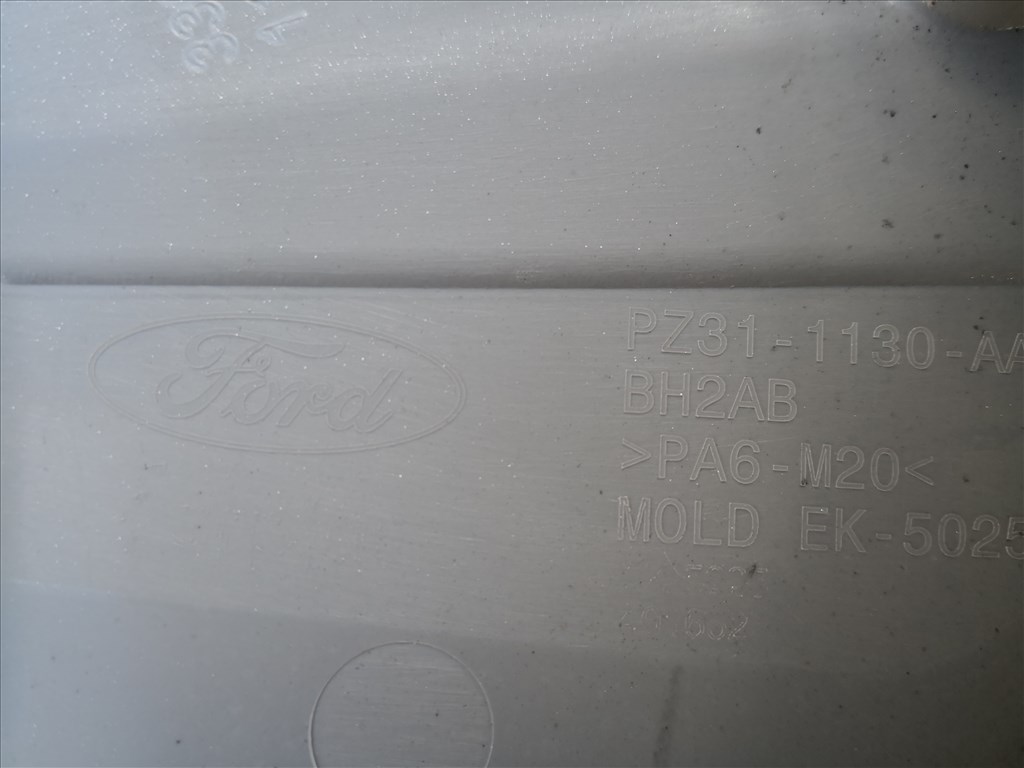 Ford
PZ31-1130-AA
BH2AB
>PA6-M20<
MOLD EK-5025